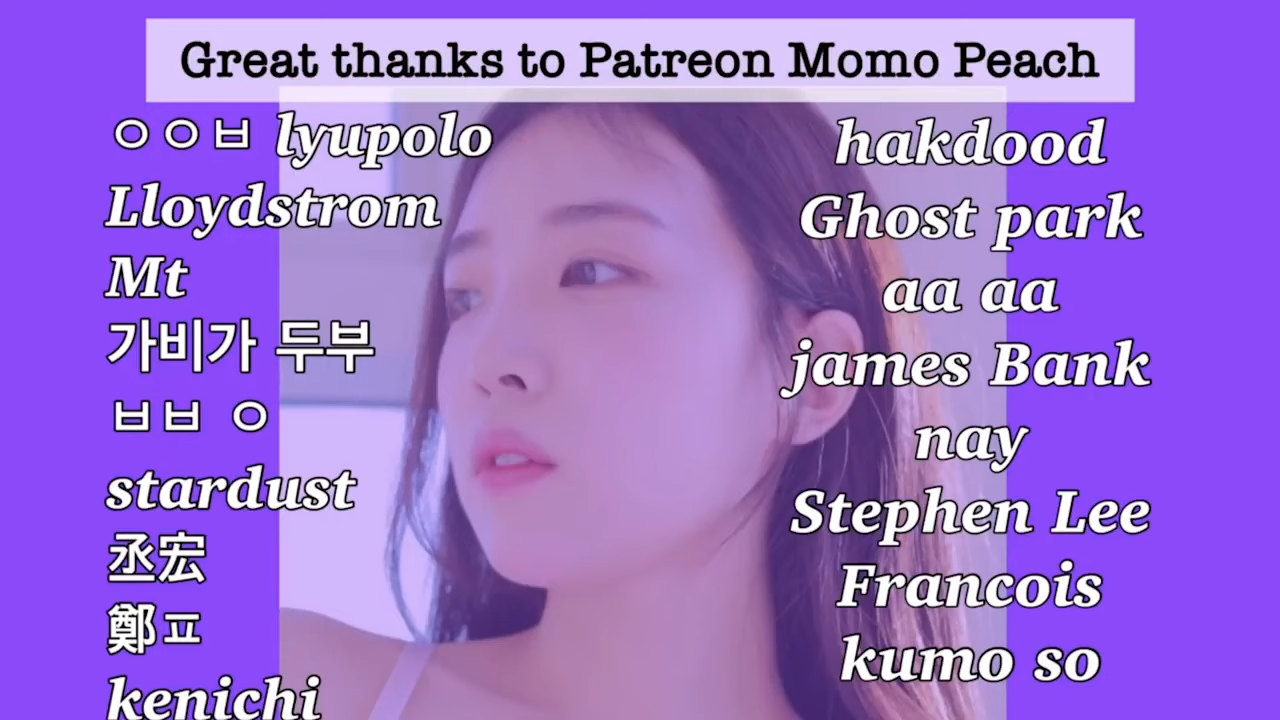 Great thanks to Patreon Momo Peach
ㅇㅇㅂ lyupolo
Lloydstrom
Mt
가비가 두부
ㅂㅂ ㅇ
stardust
丞宏
鄭ㅍ
kenichi
hakdood
Ghost park
aa aa
james Bank
nay
Stephen Lee
Francois
kumo so